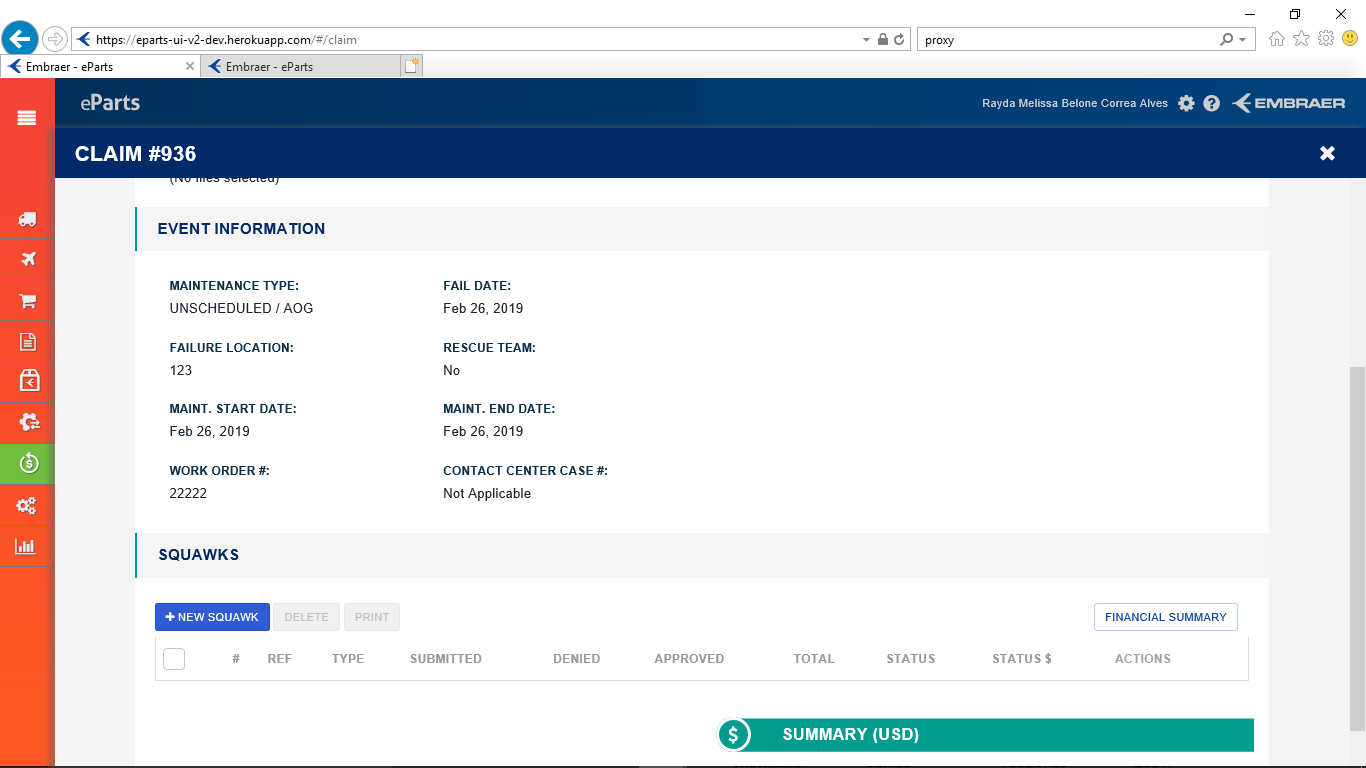 https://eparts-ui-v2-dev.herokuapp.com/#/claim
proxy
Embraer - eParts
Embraer - eParts
eParts
Rayda Melissa Belone Correa Alves
EMBRAER
CLAIM #936
(No files selected)
EVENT INFORMATION
MAINTENANCE TYPE: FAIL DATE:
UNSCHEDULED / AOG Feb 26, 2019
FAILURE LOCATION: RESCUE TEAM:
123 No
MAINT. START DATE: MAINT. END DATE:
Feb 26, 2019 Feb 26, 2019
WORK ORDER #: CONTACT CENTER CASE #:
22222 Not Applicable
SQUAWKS
+ NEW SQUAWK DELETE PRINT FINANCIAL SUMMARY
# REF TYPE SUBMITTED DENIED APPROVED TOTAL STATUS STATUS $ ACTIONS
$ SUMMARY (USD)